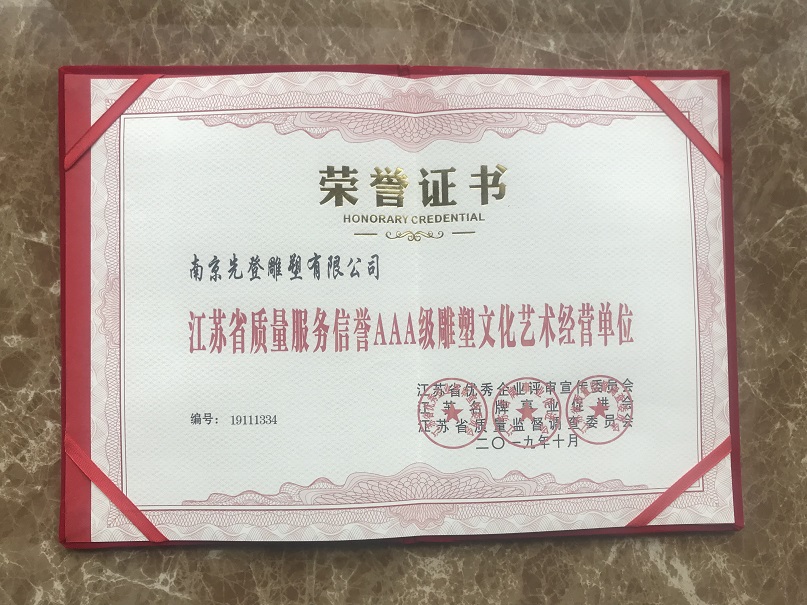 荣誉证书
HONORARY CREDENTIAL
南京先登雕塑有限公司
江苏省质量服务信誉AAA级雕塑文化艺术经营单位
江苏省优秀企业评审宣传委员会
江苏名牌事业促进会
江苏省质量监督调查委员会
二〇一九年十月
编号: 19111334